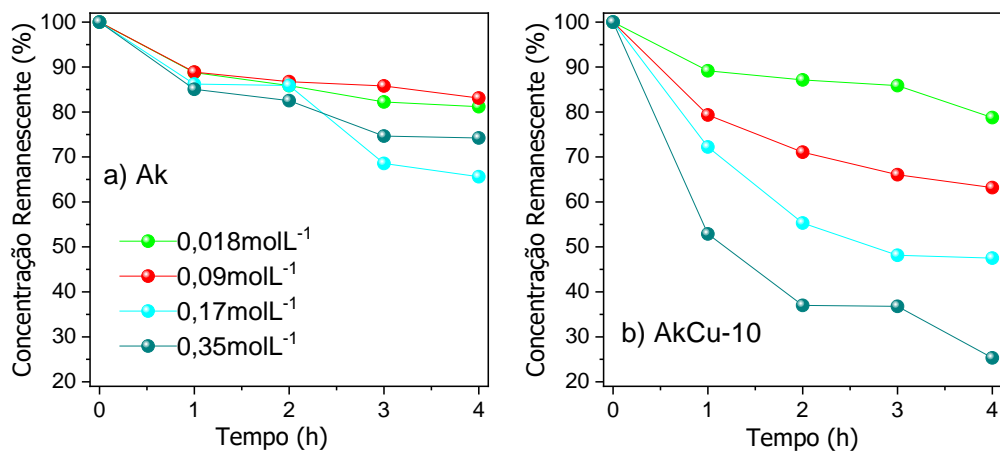 Concentração Remanescente (%)
100
90
80
70
60
50
40
30
20
a) Ak
0,018molL⁻¹
0,09molL⁻¹
0,17molL⁻¹
0,35molL⁻¹
0 1 2 3 4
Tempo (h)
Concentração Remanescente (%)
100
90
80
70
60
50
40
30
20
b) AkCu-10
0 1 2 3 4
Tempo (h)